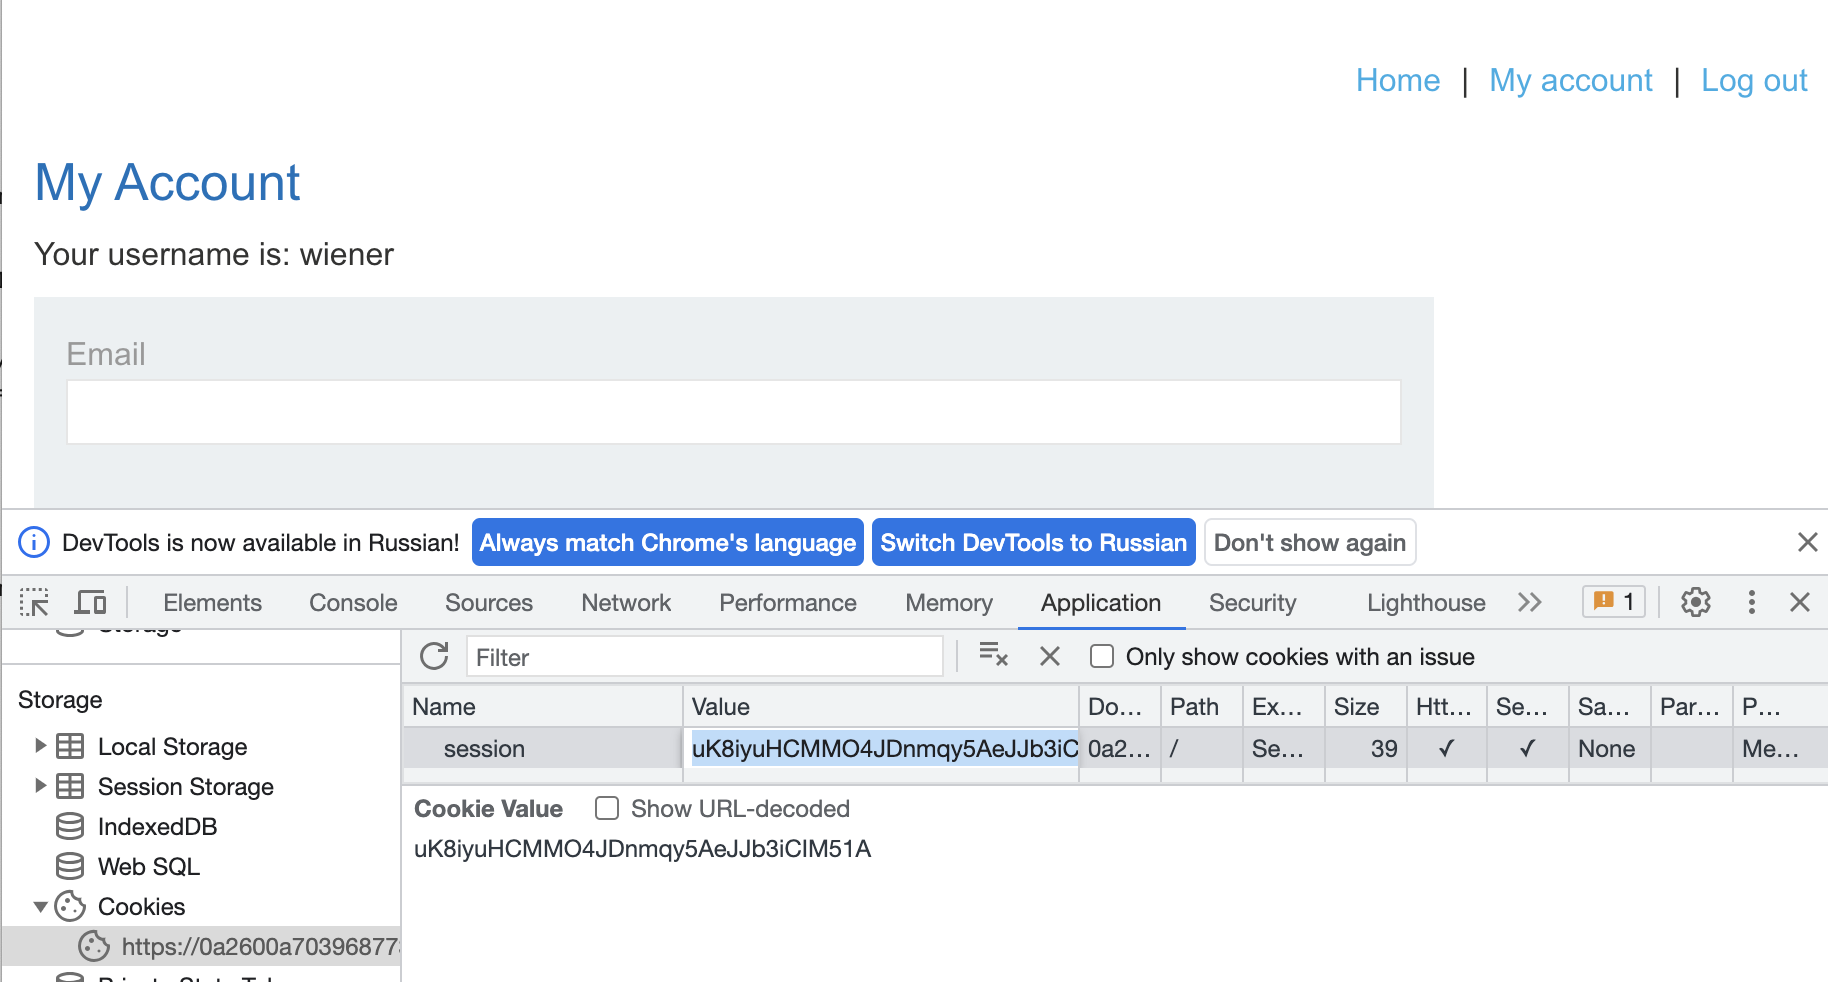 Home | My account | Log out
My Account
Your username is: wiener
Email
DevTools is now available in Russian! Always match Chrome's language Switch DevTools to Russian Don't show again
Elements Console Sources Network Performance Memory Application Security Lighthouse 1
Storage
Filter Only show cookies with an issue
Storage
Local Storage
Session Storage
IndexedDB
Web SQL
Cookies
https://0a2600a70396877
Name Value Do... Path Ex... Size Htt... Se... Sa... Par... P...
session uK8iyuHCMMO4JDnmqy5AeJJb3iC 0a2... / Se... 39 ✓ ✓ None Me...
Cookie Value Show URL-decoded
uK8iyuHCMMO4JDnmqy5AeJJb3iCIM51A